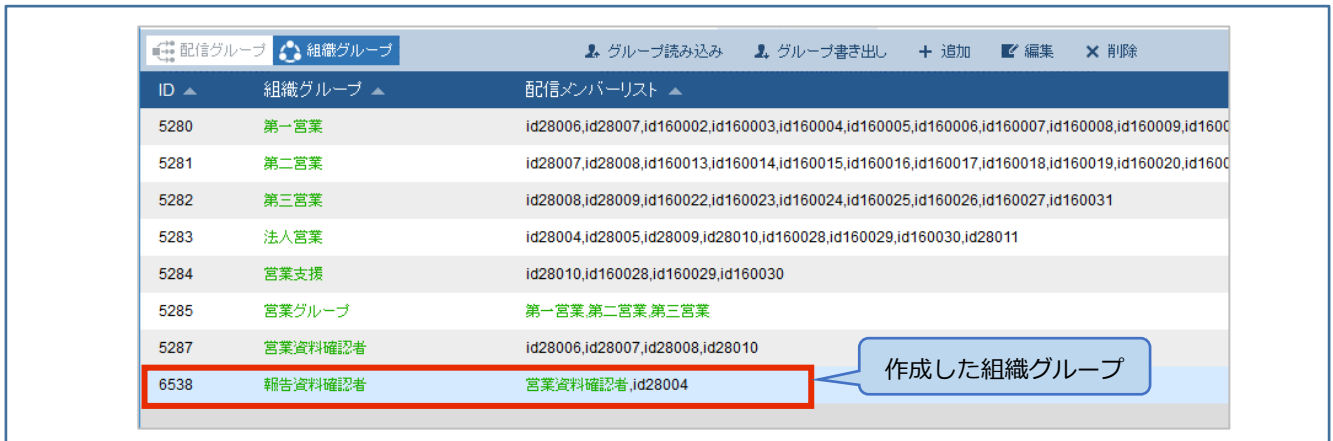 配信グループ 組織グループ グループ読み込み グループ書き出し + 追加 編集 × 削除
ID ▲ 組織グループ ▲ 配信メンバーリスト ▲
5280 第一営業 id28006,id28007,id160002,id160003,id160004,id160005,id160006,id160007,id160008,id160009,id1600
5281 第二営業 id28007,id28008,id160013,id160014,id160015,id160016,id160017,id160018,id160019,id160020,id1600
5282 第三営業 id28008,id28009,id160022,id160023,id160024,id160025,id160026,id160027,id160031
5283 法人営業 id28004,id28005,id28009,id28010,id160028,id160029,id160030,id28011
5284 営業支援 id28010,id160028,id160029,id160030
5285 営業グループ 第一営業,第二営業,第三営業
5287 営業資料確認者 id28006,id28007,id28008,id28010
作成した組織グループ
6538 報告資料確認者 営業資料確認者,id28004